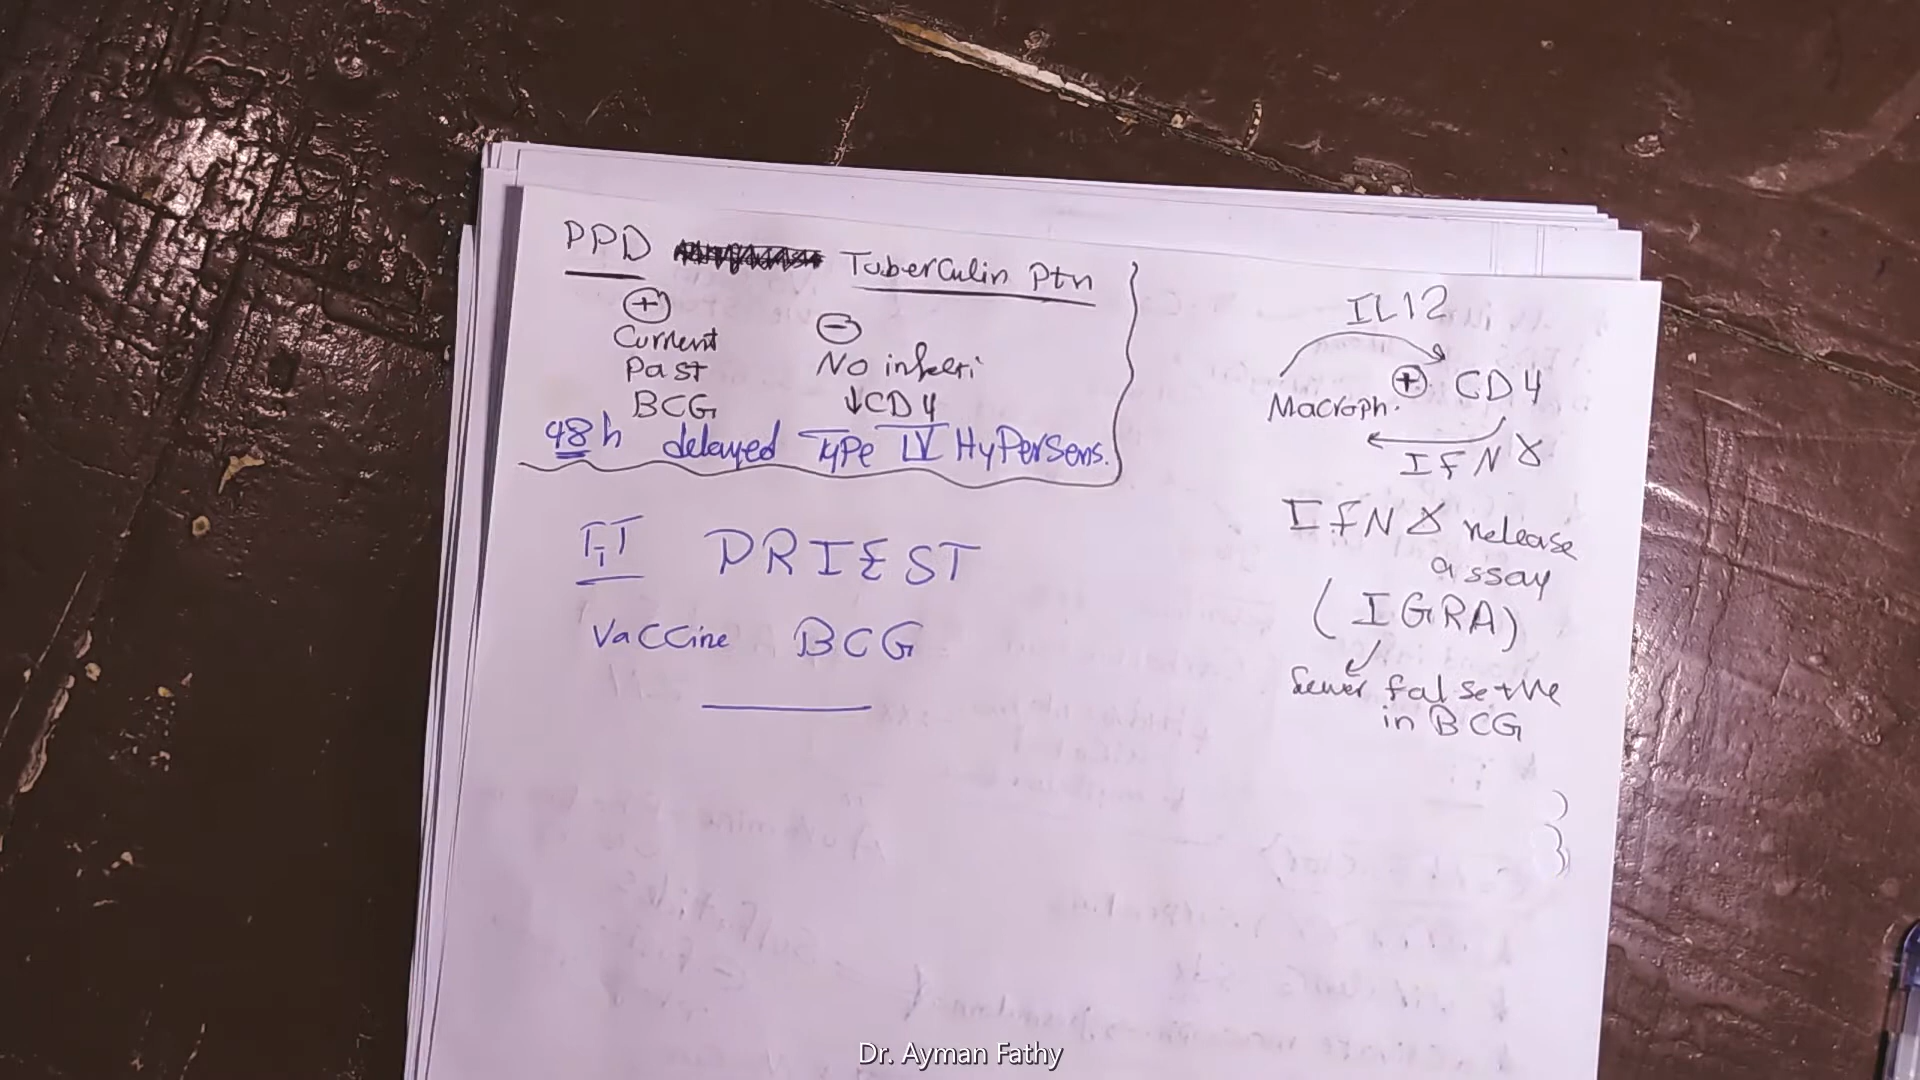 PPD Tuberculin Ptn
⊕
Current
Past
BCG
⊖
No infecti
↓CD4
48h delayed Type IV HyperSens.
TTT PRIEST
Vaccine BCG
IL12
Macroph. ⊕ CD4
IFN γ
IFN γ release
assay
(IGRA)
fewer false +ve
in BCG
Dr. Ayman Fathy